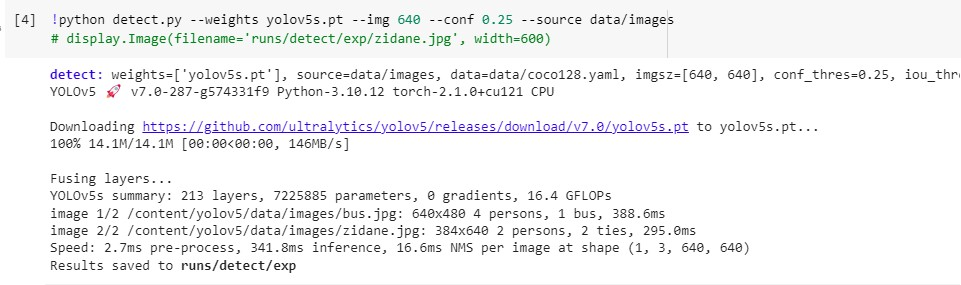 [4] !python detect.py --weights yolov5s.pt --img 640 --conf 0.25 --source data/images
# display.Image(filename='runs/detect/exp/zidane.jpg', width=600)
detect: weights=['yolov5s.pt'], source=data/images, data=data/coco128.yaml, imgsz=[640, 640], conf_thres=0.25, iou_thre
YOLOv5 🚀 v7.0-287-g574331f9 Python-3.10.12 torch-2.1.0+cu121 CPU
Downloading https://github.com/ultralytics/yolov5/releases/download/v7.0/yolov5s.pt to yolov5s.pt...
100% 14.1M/14.1M [00:00<00:00, 146MB/s]
Fusing layers...
YOLOv5s summary: 213 layers, 7225885 parameters, 0 gradients, 16.4 GFLOPs
image 1/2 /content/yolov5/data/images/bus.jpg: 640x480 4 persons, 1 bus, 388.6ms
image 2/2 /content/yolov5/data/images/zidane.jpg: 384x640 2 persons, 2 ties, 295.0ms
Speed: 2.7ms pre-process, 341.8ms inference, 16.6ms NMS per image at shape (1, 3, 640, 640)
Results saved to runs/detect/exp